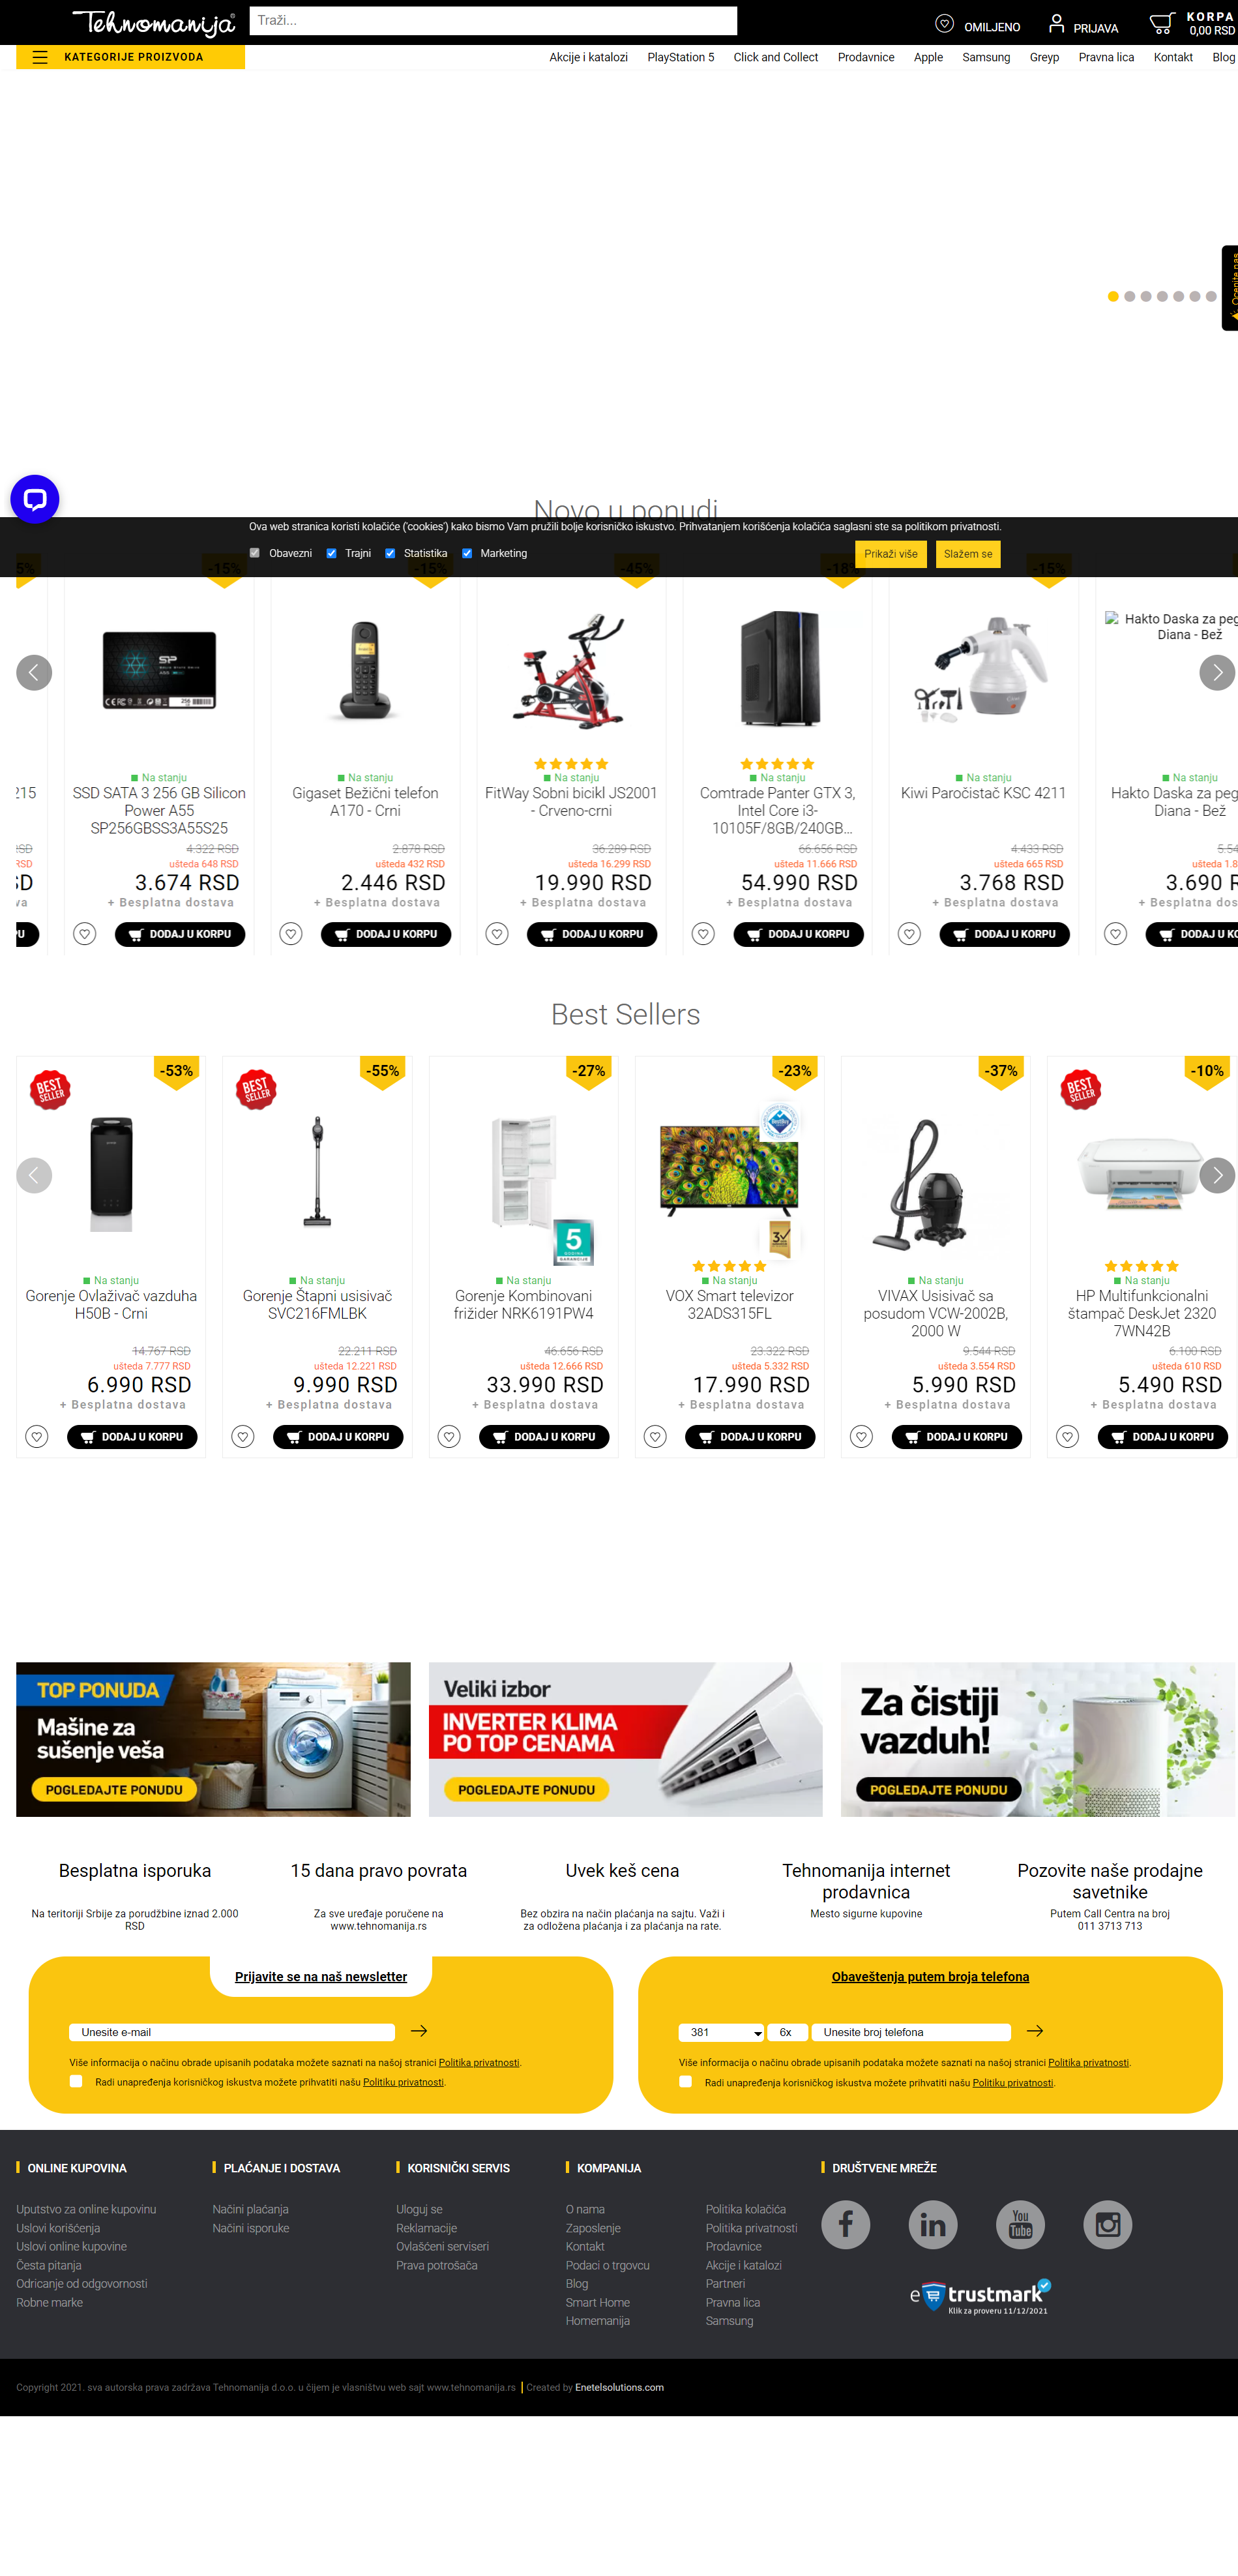 Tehnomanija®
Traži...
OMILJENO
PRIJAVA
KORPA
0,00 RSD
KATEGORIJE PROIZVODA
Akcije i katalozi
PlayStation 5
Click and Collect
Prodavnice
Apple
Samsung
Greyp
Pravna lica
Kontakt
Blog
Ocenite nas
Novo u ponudi
Ova web stranica koristi kolačiće ('cookies') kako bismo Vam pružili bolje korisničko iskustvo. Prihvatanjem korišćenja kolačića saglasni ste sa politikom privatnosti.
Obavezni
Trajni
Statistika
Marketing
Prikaži više
Slažem se
-15%
-15%
-45%
-18%
-15%
Hakto Daska za peg
Diana - Bež
Na stanju
SSD SATA 3 256 GB Silicon
Power A55
SP256GBSS3A55S25
4.322 RSD
ušteda 648 RSD
3.674 RSD
+ Besplatna dostava
DODAJ U KORPU
Na stanju
Gigaset Bežični telefon
A170 - Crni
2.878 RSD
ušteda 432 RSD
2.446 RSD
+ Besplatna dostava
DODAJ U KORPU
Na stanju
FitWay Sobni bicikl JS2001
- Crveno-crni
36.289 RSD
ušteda 16.299 RSD
19.990 RSD
+ Besplatna dostava
DODAJ U KORPU
Na stanju
Comtrade Panter GTX 3,
Intel Core i3-
10105F/8GB/240GB...
66.656 RSD
ušteda 11.666 RSD
54.990 RSD
+ Besplatna dostava
DODAJ U KORPU
Na stanju
Kiwi Paročistač KSC 4211
4.433 RSD
ušteda 665 RSD
3.768 RSD
+ Besplatna dostava
DODAJ U KORPU
Na stanju
Hakto Daska za peg
Diana - Bež
5.54
ušteda 1.8
3.690 R
+ Besplatna dos
DODAJ U KO
Best Sellers
BEST SELLER
-53%
Na stanju
Gorenje Ovlaživač vazduha
H50B - Crni
14.767 RSD
ušteda 7.777 RSD
6.990 RSD
+ Besplatna dostava
DODAJ U KORPU
BEST SELLER
-55%
Na stanju
Gorenje Štapni usisivač
SVC216FMLBK
22.211 RSD
ušteda 12.221 RSD
9.990 RSD
+ Besplatna dostava
DODAJ U KORPU
-27%
5
GODINA
GARANCIJE
Na stanju
Gorenje Kombinovani
frižider NRK6191PW4
46.656 RSD
ušteda 12.666 RSD
33.990 RSD
+ Besplatna dostava
DODAJ U KORPU
-23%
Na stanju
VOX Smart televizor
32ADS315FL
23.322 RSD
ušteda 5.332 RSD
17.990 RSD
+ Besplatna dostava
DODAJ U KORPU
-37%
Na stanju
VIVAX Usisivač sa
posudom VCW-2002B,
2000 W
9.544 RSD
ušteda 3.554 RSD
5.990 RSD
+ Besplatna dostava
DODAJ U KORPU
BEST SELLER
-10%
Na stanju
HP Multifunkcionalni
štampač DeskJet 2320
7WN42B
6.100 RSD
ušteda 610 RSD
5.490 RSD
+ Besplatna dostava
DODAJ U KORPU
TOP PONUDA
Mašine za
sušenje veša
POGLEDAJTE PONUDU
Veliki izbor
INVERTER KLIMA
PO TOP CENAMA
POGLEDAJTE PONUDU
Za čistiji
vazduh!
POGLEDAJTE PONUDU
Besplatna isporuka
Na teritoriji Srbije za porudžbine iznad 2.000
RSD
15 dana pravo povrata
Za sve uređaje poručene na
www.tehnomanija.rs
Uvek keš cena
Bez obzira na način plaćanja na sajtu. Važi i
za odložena plaćanja i za plaćanja na rate.
Tehnomanija internet
prodavnica
Mesto sigurne kupovine
Pozovite naše prodajne
savetnike
Putem Call Centra na broj
011 3713 713
Prijavite se na naš newsletter
Unesite e-mail
Više informacija o načinu obrade upisanih podataka možete saznati na našoj stranici Politika privatnosti.
Radi unapređenja korisničkog iskustva možete prihvatiti našu Politiku privatnosti.
Obaveštenja putem broja telefona
381
6x
Unesite broj telefona
Više informacija o načinu obrade upisanih podataka možete saznati na našoj stranici Politika privatnosti.
Radi unapređenja korisničkog iskustva možete prihvatiti našu Politiku privatnosti.
ONLINE KUPOVINA
Uputstvo za online kupovinu
Uslovi korišćenja
Uslovi online kupovine
Česta pitanja
Odricanje od odgovornosti
Robne marke
PLAĆANJE I DOSTAVA
Načini plaćanja
Načini isporuke
KORISNIČKI SERVIS
Uloguj se
Reklamacije
Ovlašćeni serviseri
Prava potrošača
KOMPANIJA
O nama
Zaposlenje
Kontakt
Podaci o trgovcu
Blog
Smart Home
Homemanija
Politika kolačića
Politika privatnosti
Prodavnice
Akcije i katalozi
Partneri
Pravna lica
Samsung
DRUŠTVENE MREŽE
f
in
You
Tube
e trustmark
Klik za proveru 11/12/2021
Copyright 2021. sva autorska prava zadržava Tehnomanija d.o.o. u čijem je vlasništvu web sajt www.tehnomanija.rs | Created by Enetelsolutions.com